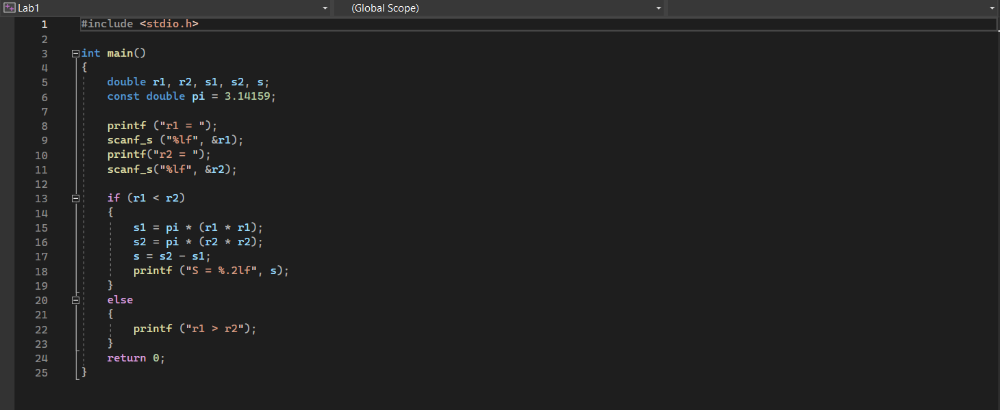 Lab1 (Global Scope)
1 #include <stdio.h>
2
3 int main()
4 {
5 double r1, r2, s1, s2, s;
6 const double pi = 3.14159;
7
8 printf ("r1 = ");
9 scanf_s ("%lf", &r1);
10 printf("r2 = ");
11 scanf_s("%lf", &r2);
12
13 if (r1 < r2)
14 {
15 s1 = pi * (r1 * r1);
16 s2 = pi * (r2 * r2);
17 s = s2 - s1;
18 printf ("S = %.2lf", s);
19 }
20 else
21 {
22 printf ("r1 > r2");
23 }
24 return 0;
25 }